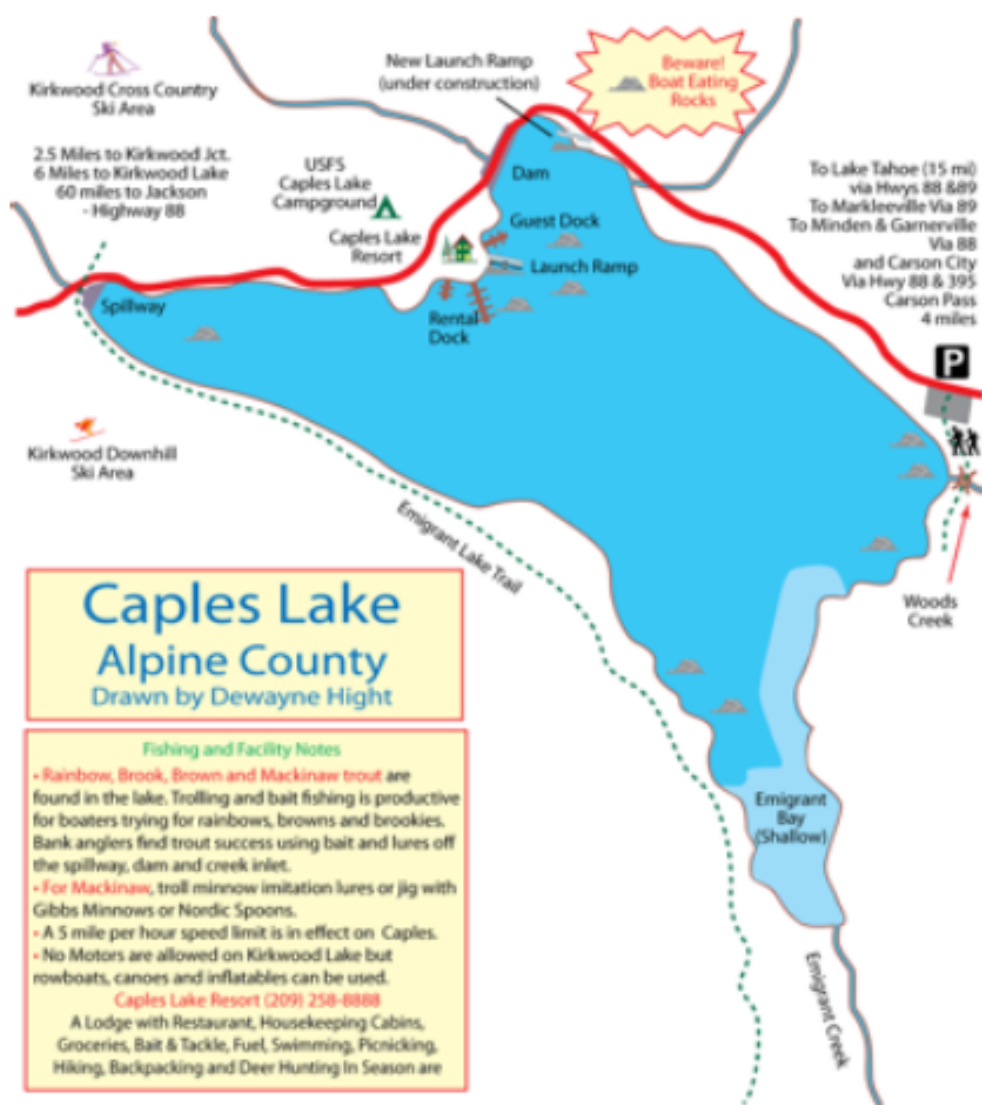 New Launch Ramp
(under construction)
Beware!
Boat Eating
Rocks
Kirkwood Cross Country
Ski Area
2.5 Miles to Kirkwood Jct.
6 Miles to Kirkwood Lake
60 miles to Jackson
- Highway 88
USFS
Caples Lake
Campground
Caples Lake
Resort
Dam
Guest Dock
Launch Ramp
Rental
Dock
Spillway
To Lake Tahoe (15 mi)
via Hwys 88 &89
To Markleeville Via 89
To Minden & Garnerville
Via 88
and Carson City
Via Hwy 88 & 395
Carson Pass
4 miles
P
Kirkwood Downhill
Ski Area
Emigrant Lake Trail
Woods
Creek
Caples Lake
Alpine County
Drawn by Dewayne Hight
Emigrant
Bay
(Shallow)
Emigrant Creek
Fishing and Facility Notes
• Rainbow, Brook, Brown and Mackinaw trout are
found in the lake. Trolling and bait fishing is productive
for boaters trying for rainbows, browns and brookies.
Bank anglers find trout success using bait and lures off
the spillway, dam and creek inlet.
• For Mackinaw, troll minnow imitation lures or jig with
Gibbs Minnows or Nordic Spoons.
• A 5 mile per hour speed limit is in effect on Caples.
• No Motors are allowed on Kirkwood Lake but
rowboats, canoes and inflatables can be used.
Caples Lake Resort (209) 258-8888
A Lodge with Restaurant, Housekeeping Cabins,
Groceries, Bait & Tackle, Fuel, Swimming, Picnicking,
Hiking, Backpacking and Deer Hunting In Season are